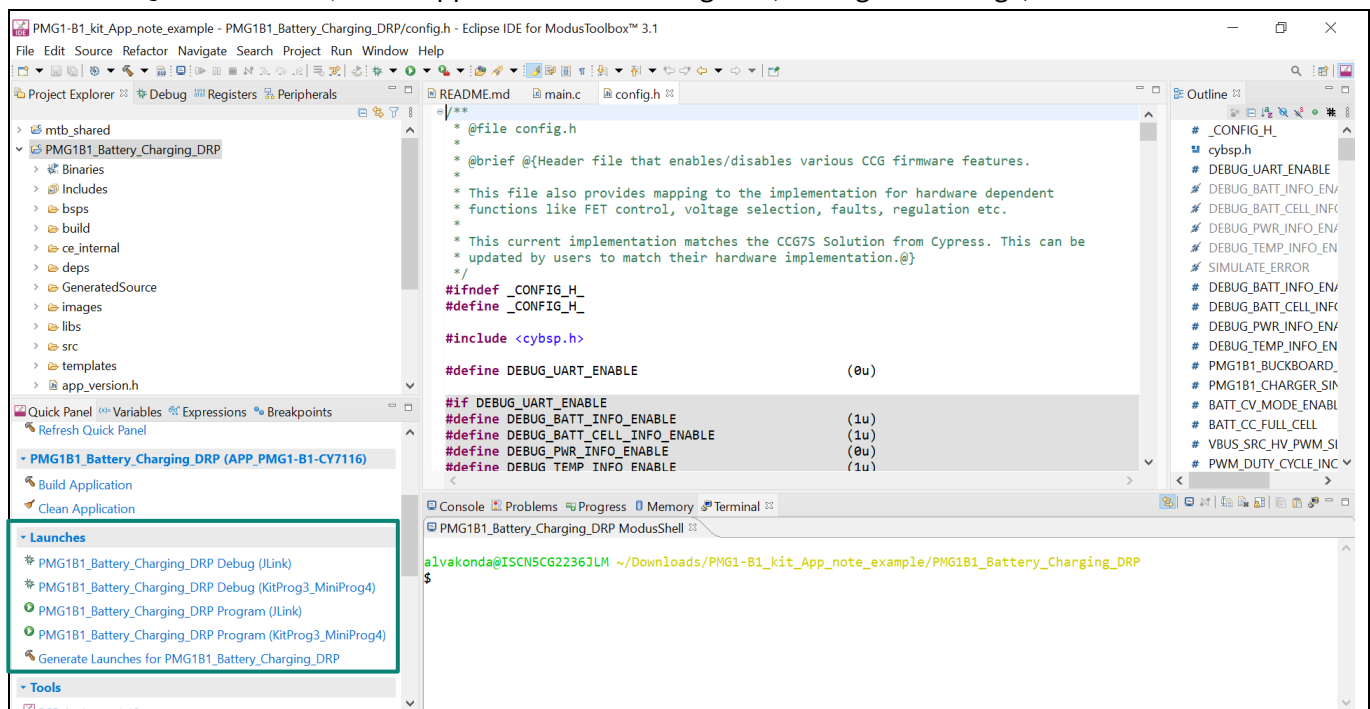 PMG1-B1_kit_App_note_example - PMG1B1_Battery_Charging_DRP/config.h - Eclipse IDE for ModusToolbox™ 3.1
File Edit Source Refactor Navigate Search Project Run Window Help
Project Explorer Debug Registers Peripherals
mtb_shared
PMG1B1_Battery_Charging_DRP
Binaries
Includes
bsps
build
ce_internal
deps
GeneratedSource
images
libs
src
templates
app_version.h
README.md main.c config.h
/**
* @file config.h
*
* @brief @{Header file that enables/disables various CCG firmware features.
*
* This file also provides mapping to the implementation for hardware dependent
* functions like FET control, voltage selection, faults, regulation etc.
*
* This current implementation matches the CCG7S Solution from Cypress. This can be
* updated by users to match their hardware implementation.@}
*/
#ifndef _CONFIG_H_
#define _CONFIG_H_
#include <cybsp.h>
#define DEBUG_UART_ENABLE (0u)
#if DEBUG_UART_ENABLE
#define DEBUG_BATT_INFO_ENABLE (1u)
#define DEBUG_BATT_CELL_INFO_ENABLE (1u)
#define DEBUG_PWR_INFO_ENABLE (0u)
#define DEBUG_TEMP_INFO_ENABLE (1u)
Outline
# _CONFIG_H_
cybsp.h
# DEBUG_UART_ENABLE
# DEBUG_BATT_INFO_ENA
# DEBUG_BATT_CELL_INFO
# DEBUG_PWR_INFO_ENA
# DEBUG_TEMP_INFO_EN
# SIMULATE_ERROR
# DEBUG_BATT_INFO_ENA
# DEBUG_BATT_CELL_INFO
# DEBUG_PWR_INFO_ENA
# DEBUG_TEMP_INFO_EN
# PMG1B1_BUCKBOARD_
# PMG1B1_CHARGER_SIN
# BATT_CV_MODE_ENABL
# BATT_CC_FULL_CELL
# VBUS_SRC_HV_PWM_SI
# PWM_DUTY_CYCLE_INC
Quick Panel Variables Expressions Breakpoints
Refresh Quick Panel
PMG1B1_Battery_Charging_DRP (APP_PMG1-B1-CY7116)
Build Application
Clean Application
Launches
PMG1B1_Battery_Charging_DRP Debug (JLink)
PMG1B1_Battery_Charging_DRP Debug (KitProg3_MiniProg4)
PMG1B1_Battery_Charging_DRP Program (JLink)
PMG1B1_Battery_Charging_DRP Program (KitProg3_MiniProg4)
Generate Launches for PMG1B1_Battery_Charging_DRP
Tools
Console Problems Progress Memory Terminal
PMG1B1_Battery_Charging_DRP ModusShell
alvakonda@ISCN5CG2236JLM ~/Downloads/PMG1-B1_kit_App_note_example/PMG1B1_Battery_Charging_DRP
$